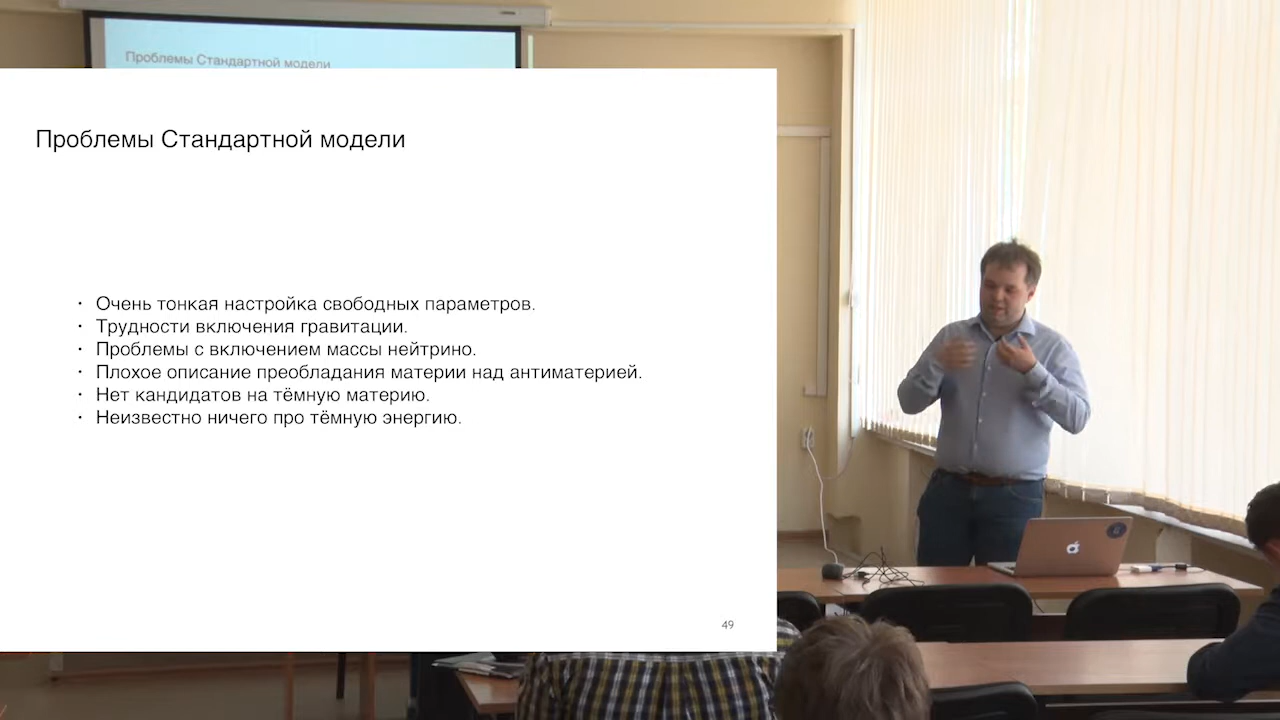 Проблемы Стандартной модели
Проблемы Стандартной модели
• Очень тонкая настройка свободных параметров.
• Трудности включения гравитации.
• Проблемы с включением массы нейтрино.
• Плохое описание преобладания материи над антиматерией.
• Нет кандидатов на тёмную материю.
• Неизвестно ничего про тёмную энергию.
49